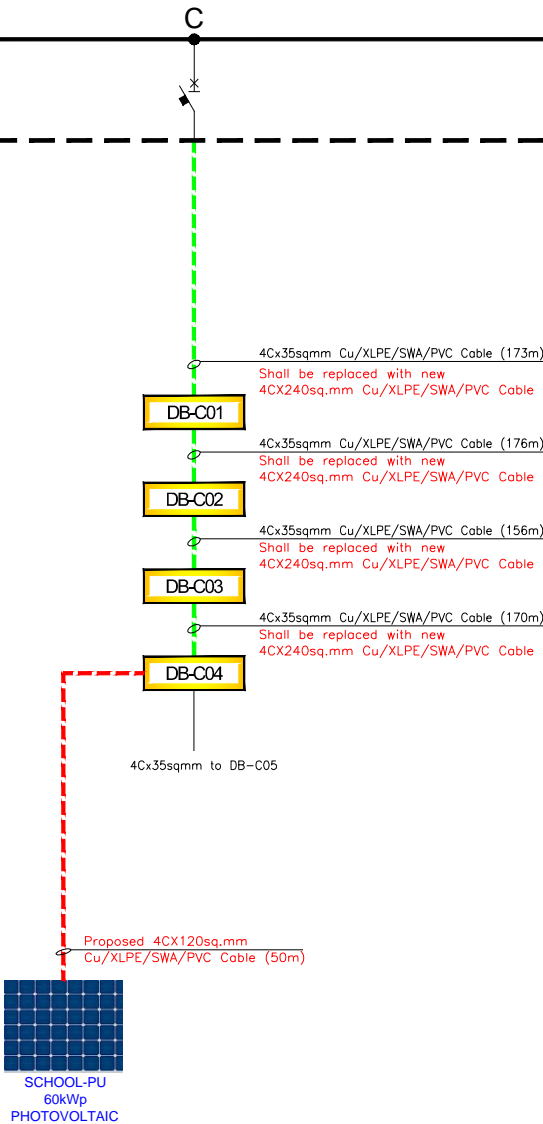 C
4Cx35sqmm Cu/XLPE/SWA/PVC Cable (173m)
Shall be replaced with new
4CX240sq.mm Cu/XLPE/SWA/PVC Cable
DB-C01
4Cx35sqmm Cu/XLPE/SWA/PVC Cable (176m)
Shall be replaced with new
4CX240sq.mm Cu/XLPE/SWA/PVC Cable
DB-C02
4Cx35sqmm Cu/XLPE/SWA/PVC Cable (156m)
Shall be replaced with new
4CX240sq.mm Cu/XLPE/SWA/PVC Cable
DB-C03
4Cx35sqmm Cu/XLPE/SWA/PVC Cable (170m)
Shall be replaced with new
4CX240sq.mm Cu/XLPE/SWA/PVC Cable
DB-C04
4Cx35sqmm to DB-C05
Proposed 4CX120sq.mm
Cu/XLPE/SWA/PVC Cable (50m)
SCHOOL-PU
60kWp
PHOTOVOLTAIC